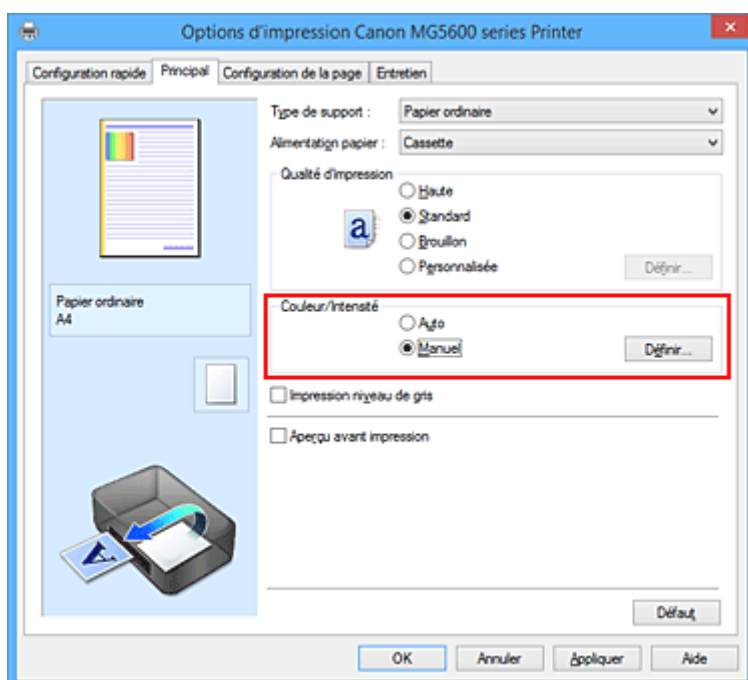 Options d'impression Canon MG5600 series Printer
Configuration rapide Principal Configuration de la page Entretien
Type de support : Papier ordinaire
Alimentation papier : Cassette
Qualité d'impression
Haute
Standard
Brouillon
Personnalisée Définir...
Papier ordinaire
A4
Couleur/Intensité
Auto
Manuel Définir...
Impression niveau de gris
Aperçu avant impression
Défaut
OK Annuler Appliquer Aide